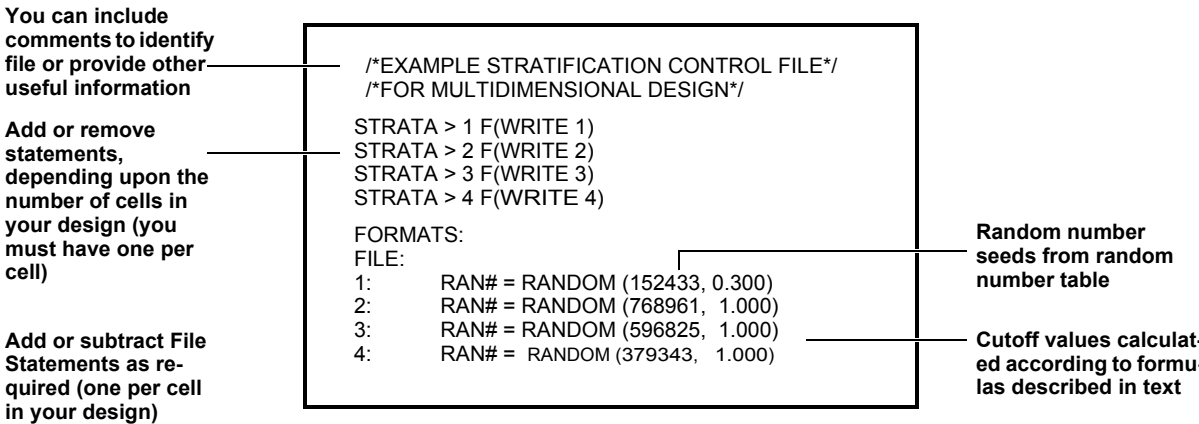 You can include
comments to identify
file or provide other
useful information
Add or remove
statements,
depending upon the
number of cells in
your design (you
must have one per
cell)
Add or subtract File
Statements as re-
quired (one per cell
in your design)
/*EXAMPLE STRATIFICATION CONTROL FILE*/
/*FOR MULTIDIMENSIONAL DESIGN*/
STRATA > 1 F(WRITE 1)
STRATA > 2 F(WRITE 2)
STRATA > 3 F(WRITE 3)
STRATA > 4 F(WRITE 4)
FORMATS:
FILE:
1: RAN# = RANDOM (152433, 0.300)
2: RAN# = RANDOM (768961, 1.000)
3: RAN# = RANDOM (596825, 1.000)
4: RAN# = RANDOM (379343, 1.000)
Random number
seeds from random
number table
Cutoff values calculat-
ed according to formu-
las described in text